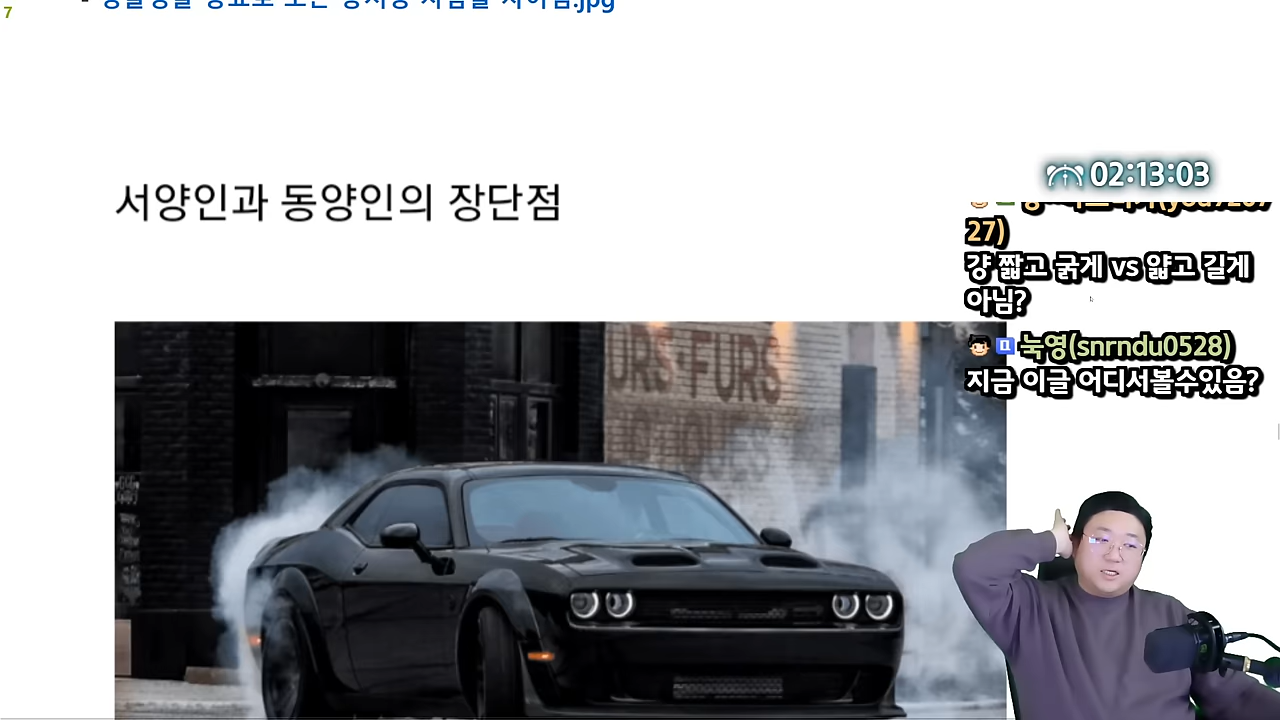 7
서양인과 동양인의 장단점
02:13:03
27)
걍 짧고 굵게 vs 얇고 길게
아님?
눅영(snrndu0528)
지금 이글 어디서볼수있음?
URS FURS